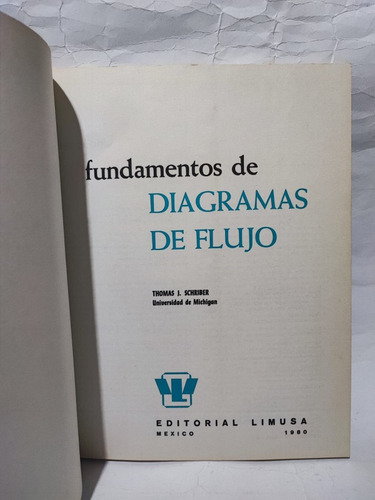 fundamentos de
DIAGRAMAS
DE FLUJO
THOMAS J. SCHRIBER
Universidad de Michigan
EDITORIAL LIMUSA
MEXICO 1980